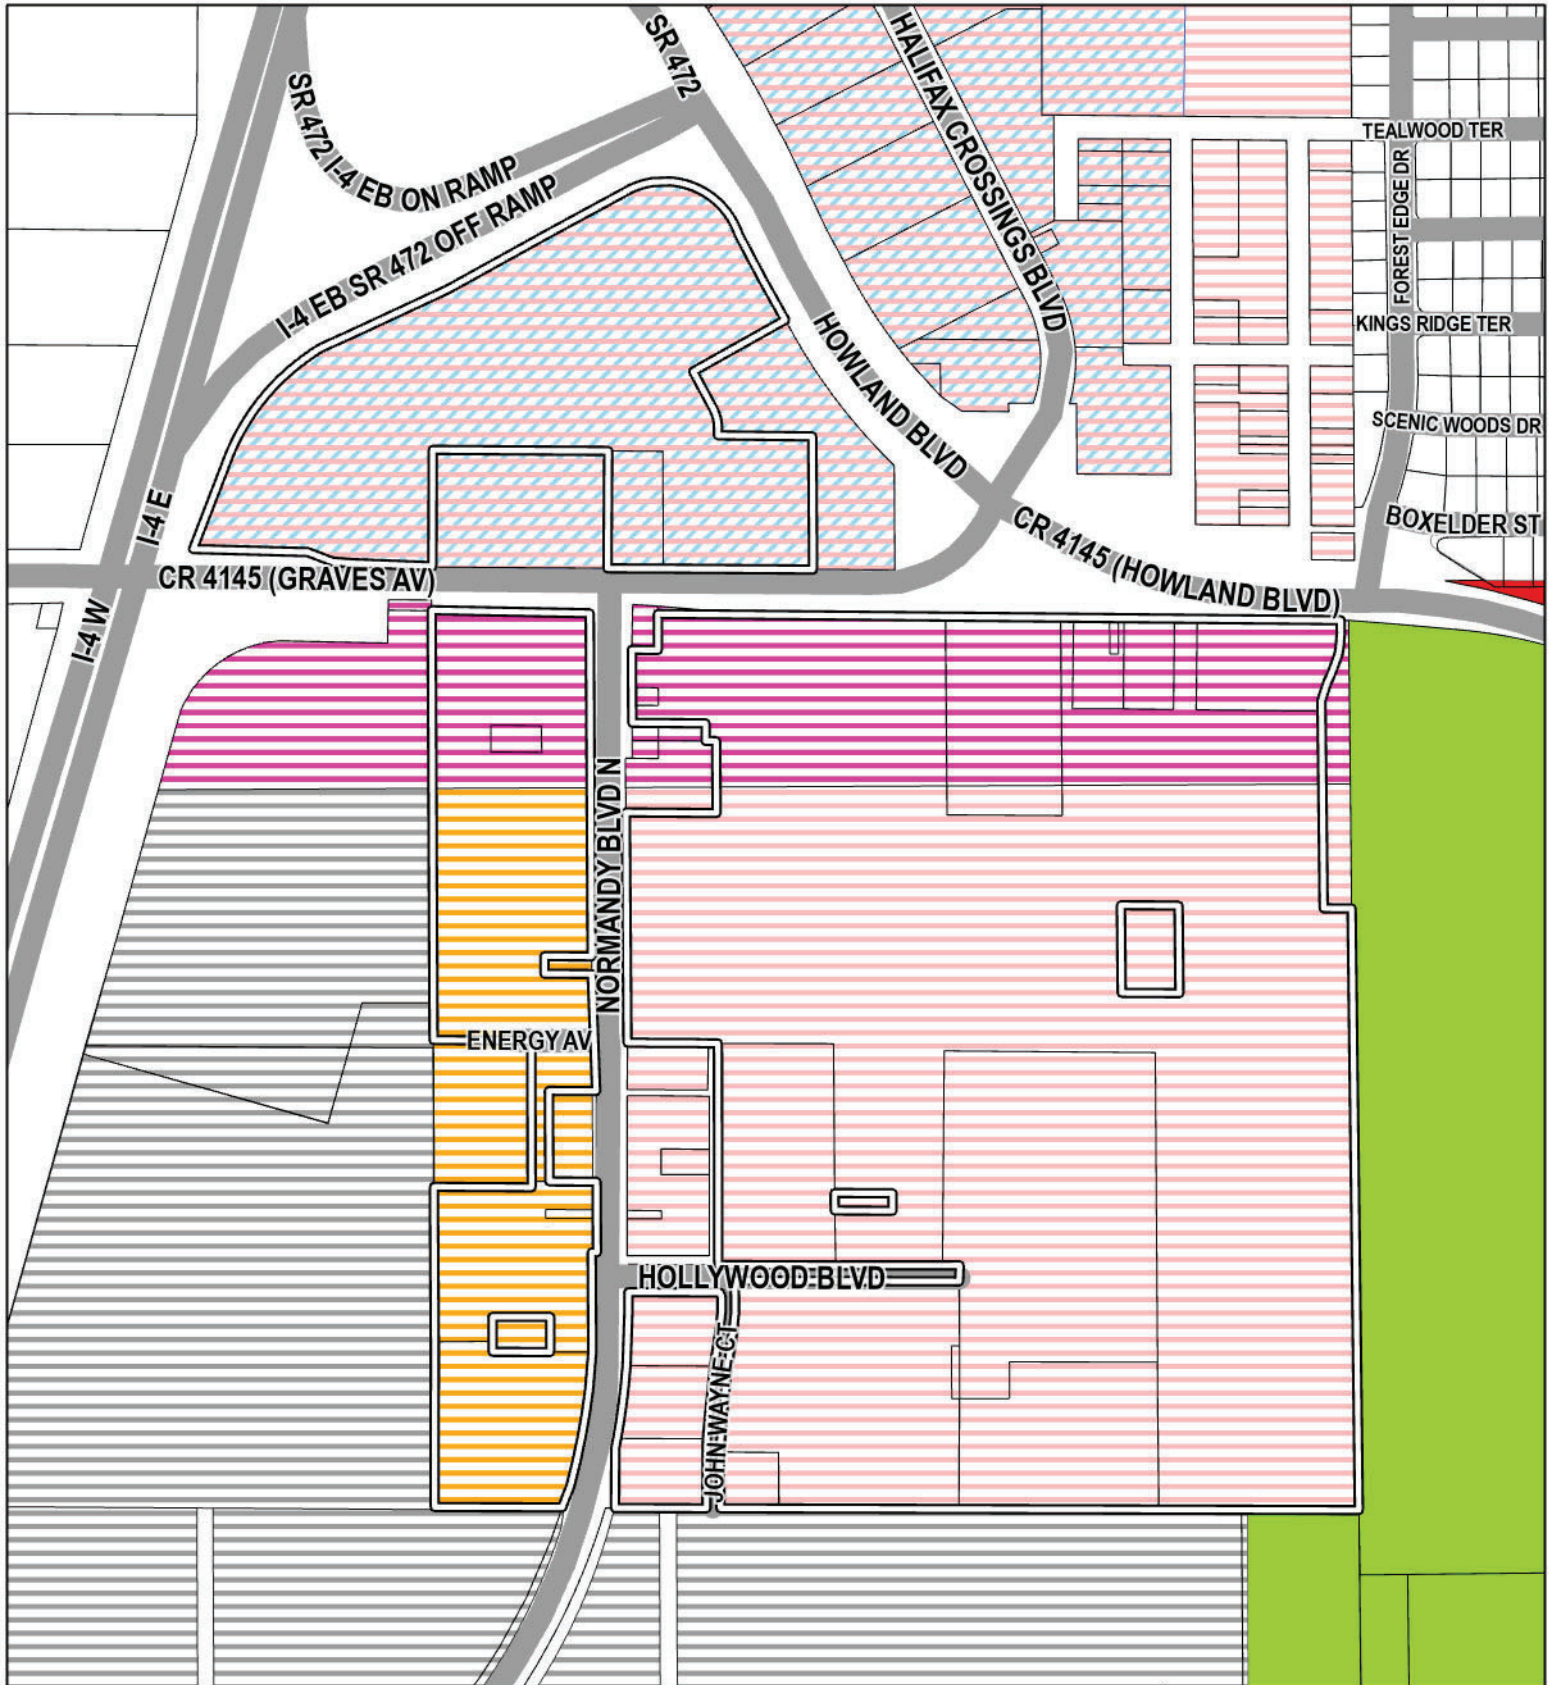 SR 472
HALIFAX CROSSINGS BLVD
SR 472 I-4 EB ON RAMP
TEALWOOD TER
I-4 EB SR 472 OFF RAMP
FOREST EDGE DR
KINGS RIDGE TER
HOWLAND BLVD
SCENIC WOODS DR
I-4 E
BOXELDER ST
CR 4145 (HOWLAND BLVD)
CR 4145 (GRAVES AV)
I-4 W
NORMANDY BLVD N
ENERGY AV
HOLLYWOOD BLVD
JOHN WAYNE CT